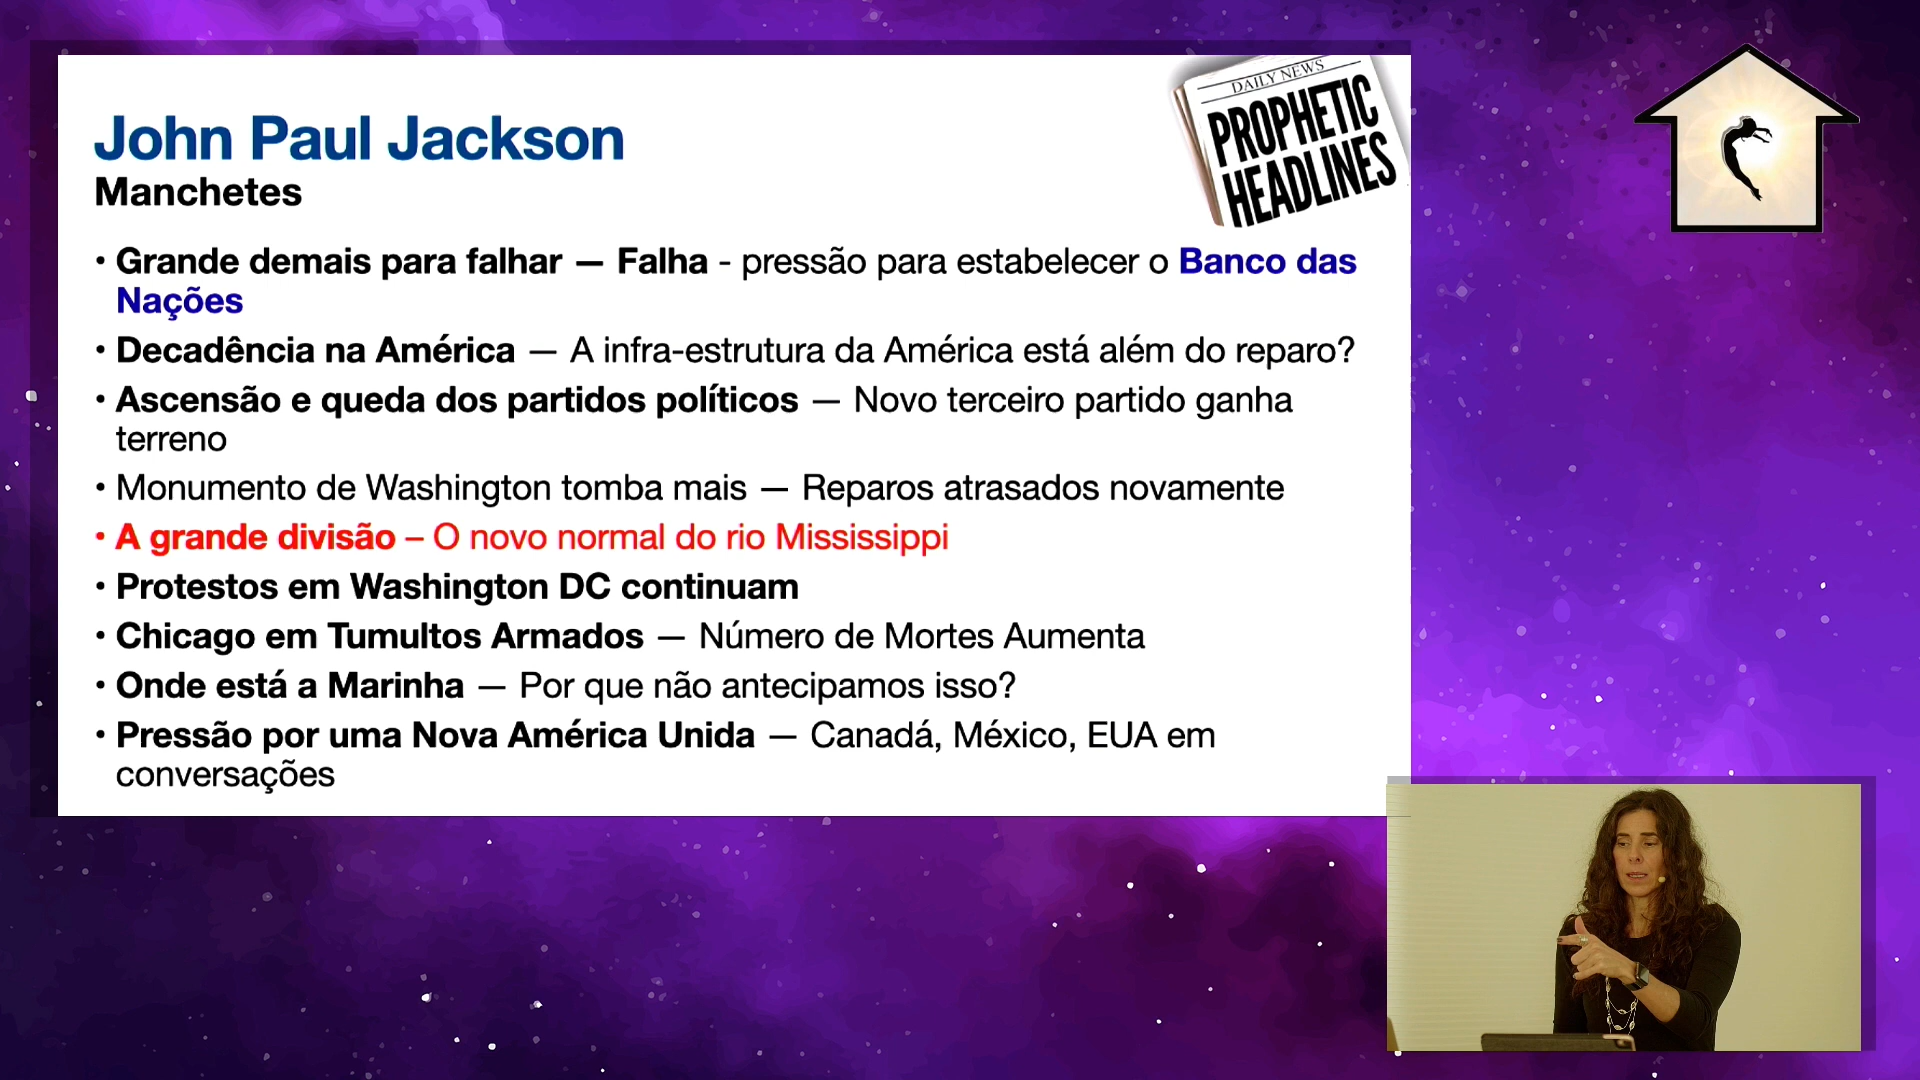 DAILY NEWS
PROPHETIC
HEADLINES
John Paul Jackson
Manchetes
• Grande demais para falhar — Falha - pressão para estabelecer o Banco das
Nações
• Decadência na América — A infra-estrutura da América está além do reparo?
• Ascensão e queda dos partidos políticos — Novo terceiro partido ganha
terreno
• Monumento de Washington tomba mais — Reparos atrasados novamente
• A grande divisão – O novo normal do rio Mississippi
• Protestos em Washington DC continuam
• Chicago em Tumultos Armados — Número de Mortes Aumenta
• Onde está a Marinha — Por que não antecipamos isso?
• Pressão por uma Nova América Unida — Canadá, México, EUA em
conversações